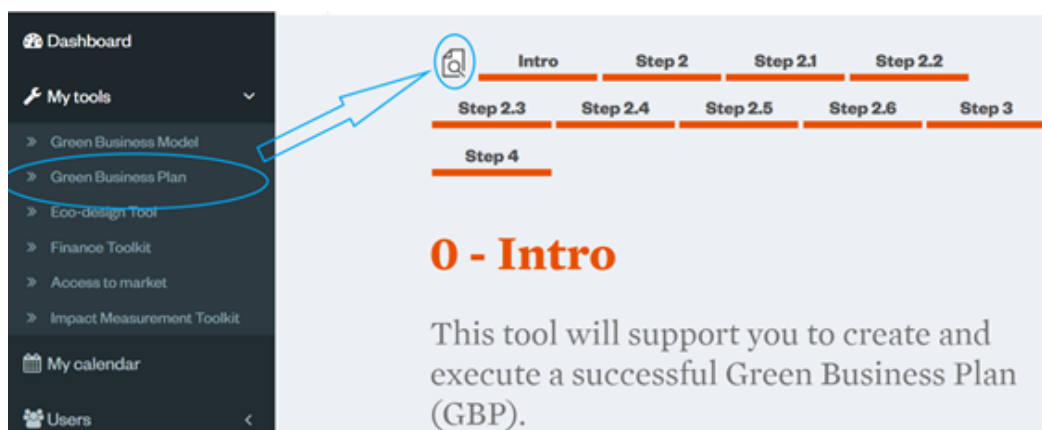 Dashboard
My tools
Green Business Model
Green Business Plan
Eco-design Tool
Finance Toolkit
Access to market
Impact Measurement Toolkit
My calendar
Users
Intro Step 2 Step 2.1 Step 2.2
Step 2.3 Step 2.4 Step 2.5 Step 2.6 Step 3
Step 4
0 - Intro
This tool will support you to create and
execute a successful Green Business Plan
(GBP).